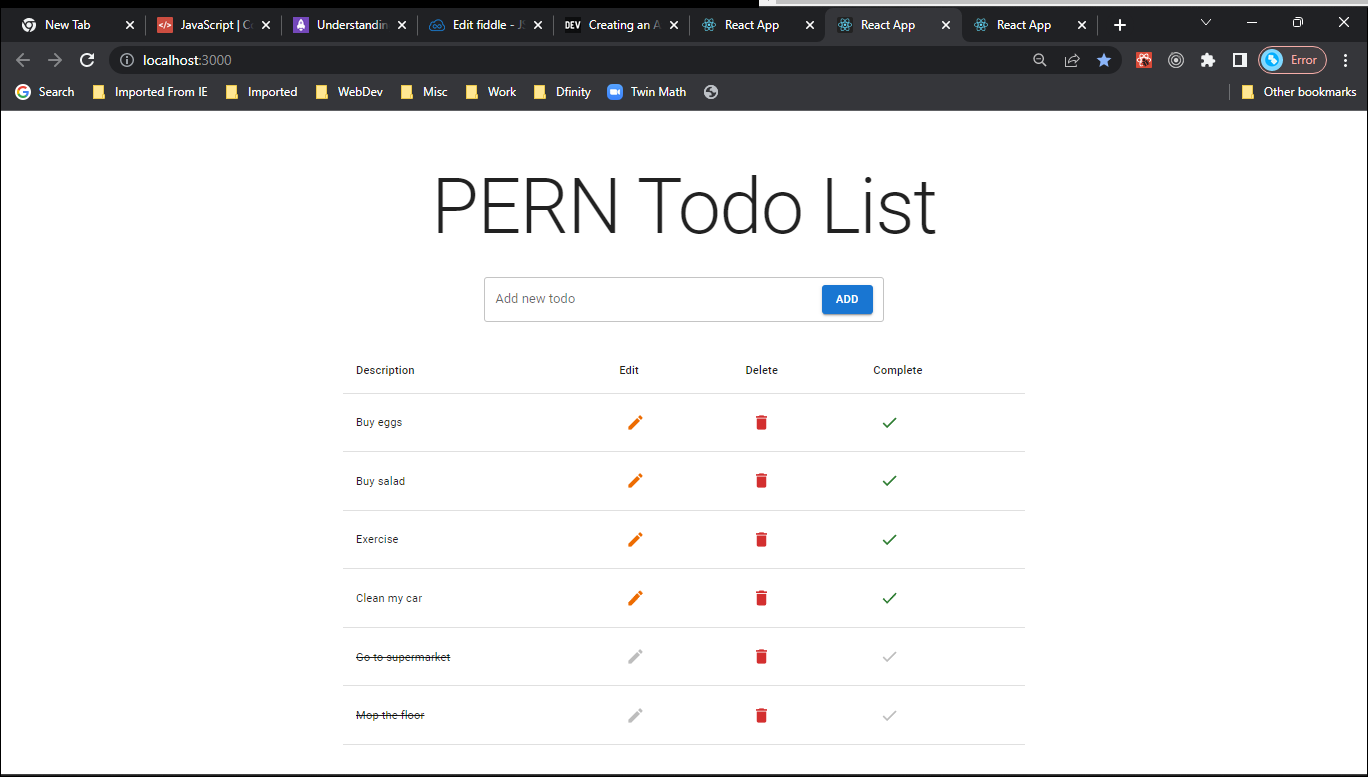 New Tab JavaScript | C Understanding Edit fiddle - JS DEV Creating an A React App React App React App
localhost:3000 Error
Search Imported From IE Imported WebDev Misc Work Dfinity Twin Math Other bookmarks
PERN Todo List
Add new todo ADD
Description Edit Delete Complete
Buy eggs
Buy salad
Exercise
Clean my car
Go to supermarket
Mop the floor